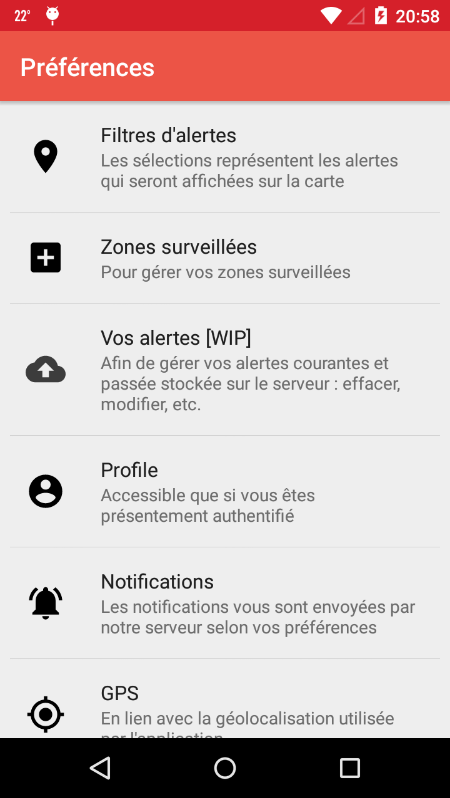 22° 20:58
Préférences
Filtres d'alertes
Les sélections représentent les alertes
qui seront affichées sur la carte
Zones surveillées
Pour gérer vos zones surveillées
Vos alertes [WIP]
Afin de gérer vos alertes courantes et
passée stockée sur le serveur : effacer,
modifier, etc.
Profile
Accessible que si vous êtes
présentement authentifié
Notifications
Les notifications vous sont envoyées par
notre serveur selon vos préférences
GPS
En lien avec la géolocalisation utilisée
par l'application